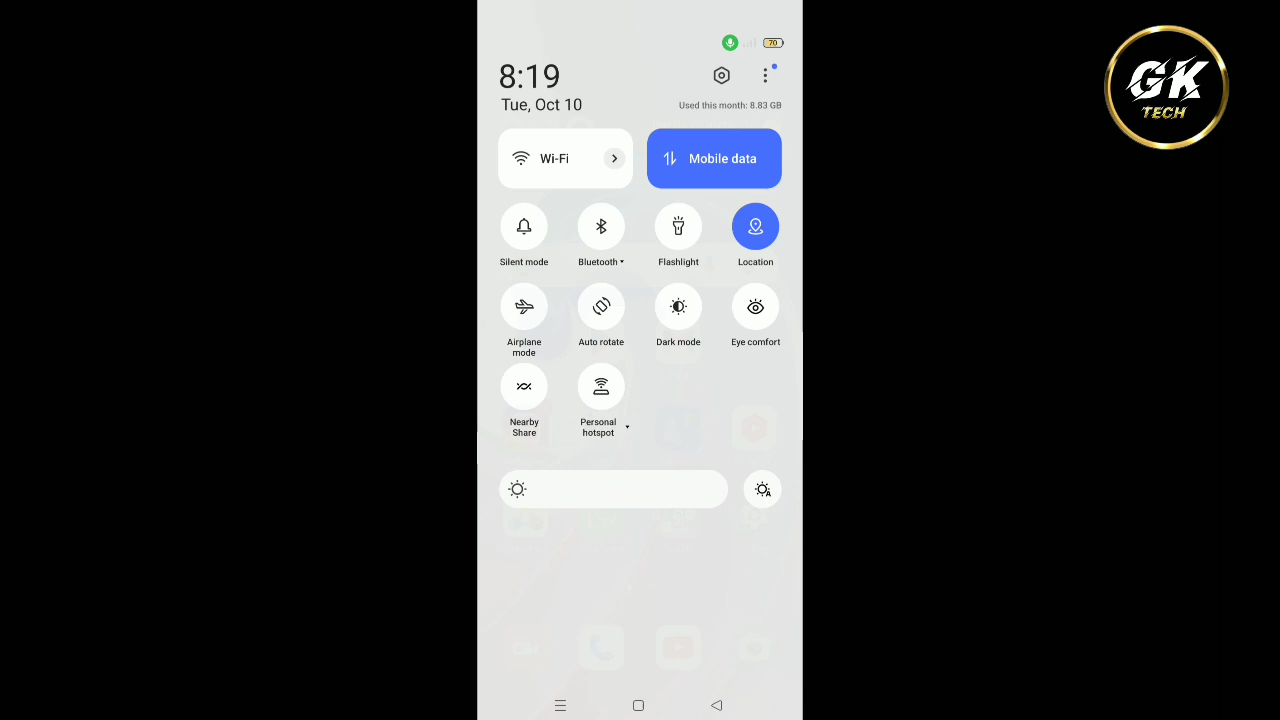 GK
TECH
70
8:19
Tue, Oct 10
Used this month: 8.83 GB
Wi-Fi
Mobile data
Silent mode
Bluetooth
Flashlight
Location
Airplane
mode
Auto rotate
Dark mode
Eye comfort
Nearby
Share
Personal
hotspot
A